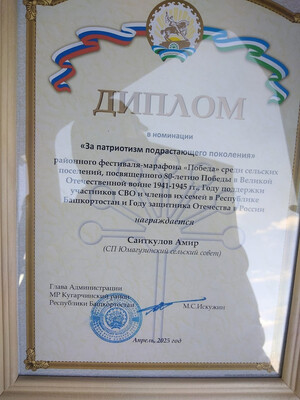 ДИПЛОМ
в номинации
«За патриотизм подрастающего поколения»
районного фестиваля-марафона «Победа» среди сельских
поселений, посвященного 80-летию Победы в Великой
Отечественной войне 1941-1945 гг., Году поддержки
участников СВО и членов их семей в Республике
Башкортостан и Году защитника Отечества в России
награждается
Саиткулов Амир
(СП Юмагузинский сельский совет)
Глава Администрации
МР Кугарчинский район
Республики Башкортостан
М.С.Искужин
Апрель, 2025 год